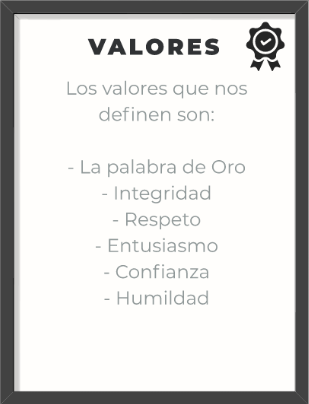 VALORES
Los valores que nos
definen son:
- La palabra de Oro
- Integridad
- Respeto
- Entusiasmo
- Confianza
- Humildad